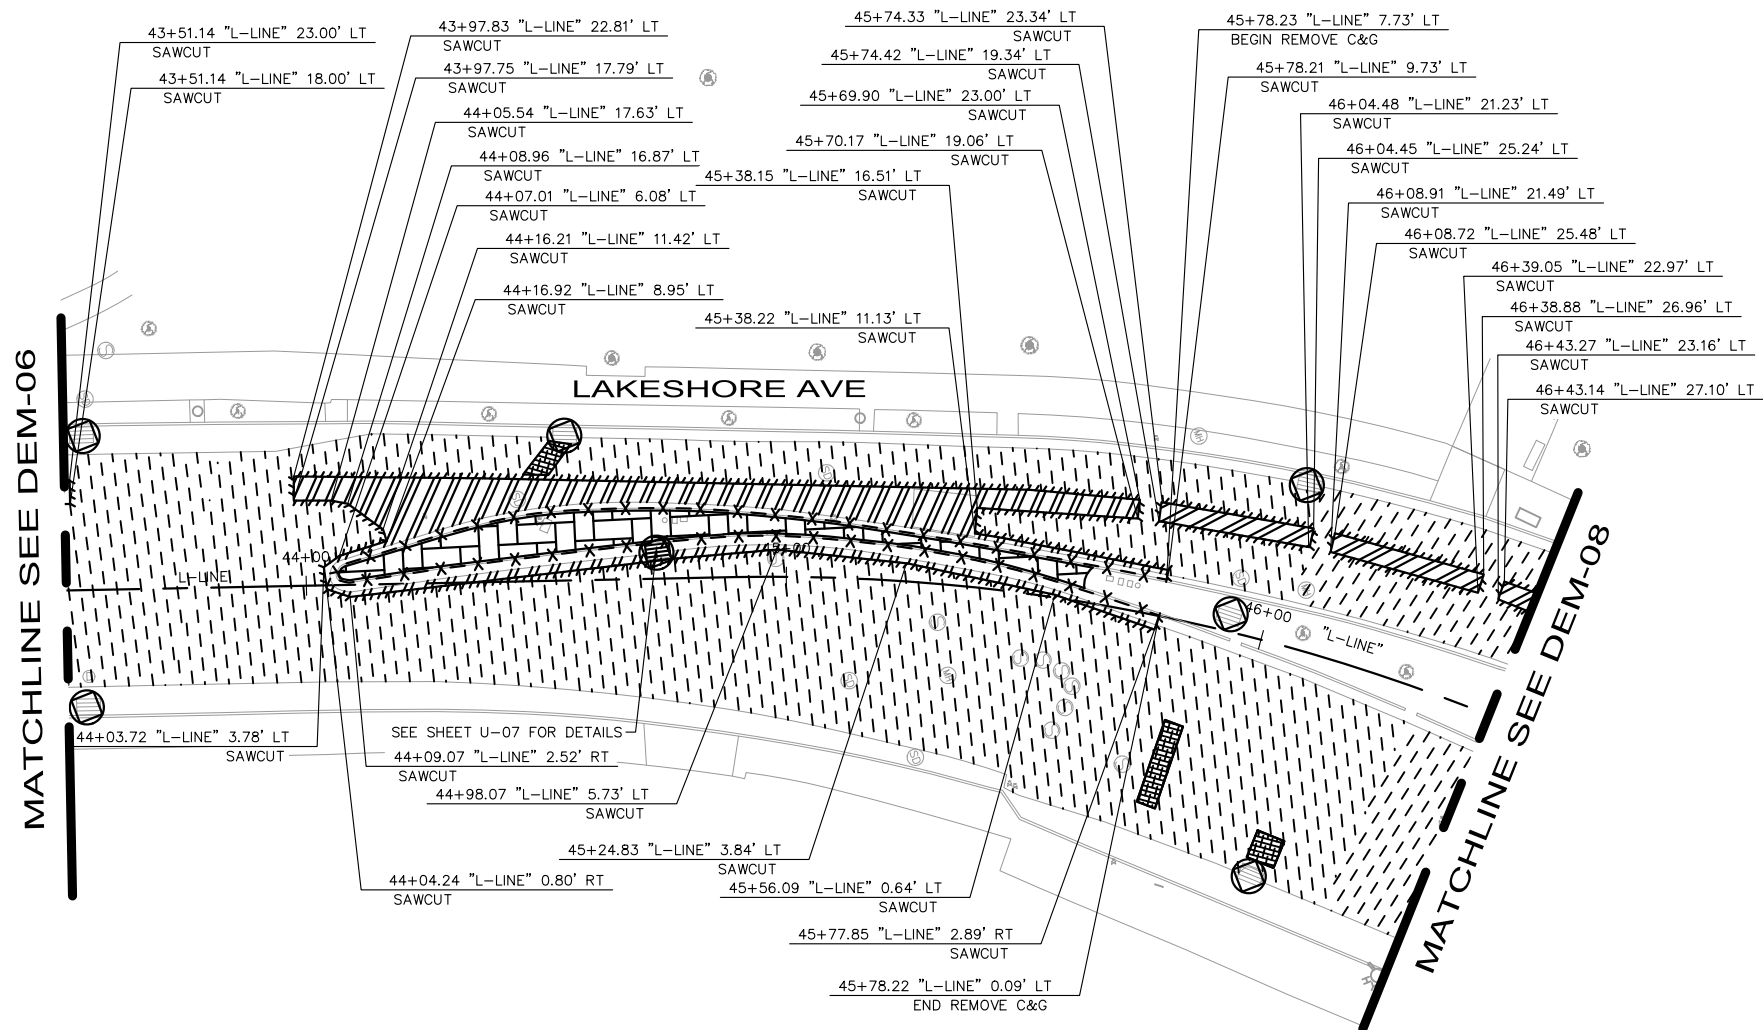 43+51.14 "L-LINE" 23.00' LT
SAWCUT
43+51.14 "L-LINE" 18.00' LT
SAWCUT
43+97.83 "L-LINE" 22.81' LT
SAWCUT
43+97.75 "L-LINE" 17.79' LT
SAWCUT
44+05.54 "L-LINE" 17.63' LT
SAWCUT
44+08.96 "L-LINE" 16.87' LT
SAWCUT
44+07.01 "L-LINE" 6.08' LT
SAWCUT
44+16.21 "L-LINE" 11.42' LT
SAWCUT
44+16.92 "L-LINE" 8.95' LT
SAWCUT
45+74.33 "L-LINE" 23.34' LT
SAWCUT
45+74.42 "L-LINE" 19.34' LT
SAWCUT
45+69.90 "L-LINE" 23.00' LT
SAWCUT
45+70.17 "L-LINE" 19.06' LT
SAWCUT
45+38.15 "L-LINE" 16.51' LT
SAWCUT
45+38.22 "L-LINE" 11.13' LT
SAWCUT
45+78.23 "L-LINE" 7.73' LT
BEGIN REMOVE C&G
45+78.21 "L-LINE" 9.73' LT
SAWCUT
46+04.48 "L-LINE" 21.23' LT
SAWCUT
46+04.45 "L-LINE" 25.24' LT
SAWCUT
46+08.91 "L-LINE" 21.49' LT
SAWCUT
46+08.72 "L-LINE" 25.48' LT
SAWCUT
46+39.05 "L-LINE" 22.97' LT
SAWCUT
46+38.88 "L-LINE" 26.96' LT
SAWCUT
46+43.27 "L-LINE" 23.16' LT
SAWCUT
46+43.14 "L-LINE" 27.10' LT
SAWCUT
LAKESHORE AVE
MATCHLINE SEE DEM-06
44+00
L-LINE
46+00
"L-LINE"
MATCHLINE SEE DEM-08
44+03.72 "L-LINE" 3.78' LT
SAWCUT
SEE SHEET U-07 FOR DETAILS
44+09.07 "L-LINE" 2.52' RT
SAWCUT
44+98.07 "L-LINE" 5.73' LT
SAWCUT
45+24.83 "L-LINE" 3.84' LT
SAWCUT
44+04.24 "L-LINE" 0.80' RT
SAWCUT
45+56.09 "L-LINE" 0.64' LT
SAWCUT
45+77.85 "L-LINE" 2.89' RT
SAWCUT
45+78.22 "L-LINE" 0.09' LT
END REMOVE C&G